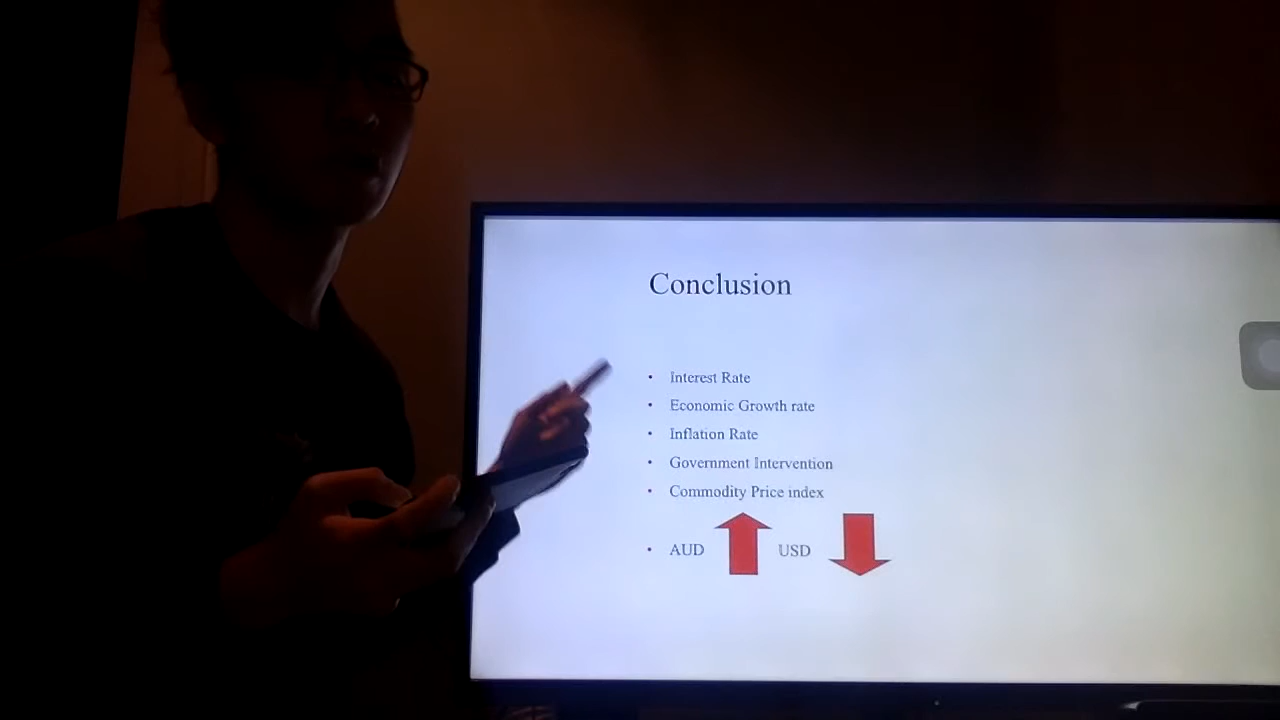 Conclusion
• Interest Rate
• Economic Growth rate
• Inflation Rate
• Government Intervention
• Commodity Price index
• AUD USD